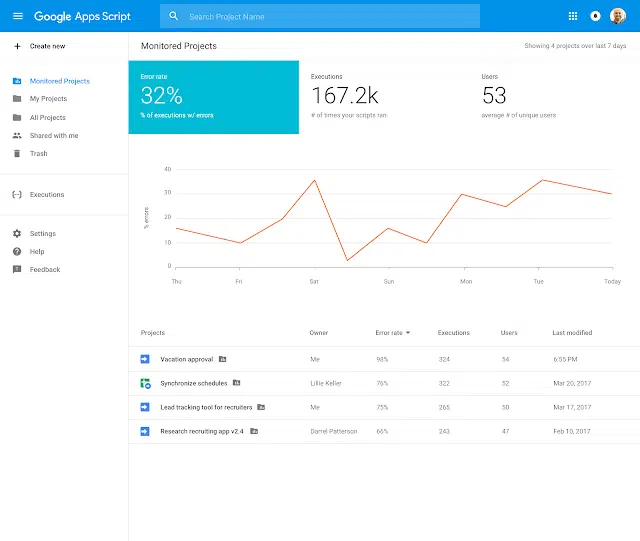 Google Apps Script
Search Project Name
Create new
Monitored Projects
My Projects
All Projects
Shared with me
Trash
Executions
Settings
Help
Feedback
Monitored Projects
Showing 4 projects over last 7 days
Error rate
32%
% of executions w/ errors
Executions
167.2k
# of times your scripts ran
Users
53
average # of unique users
% errors
40
30
20
10
0
Thu Fri Sat Sun Mon Tue Today
Projects Owner Error rate Executions Users Last modified
Vacation approval Me 98% 324 54 6:55 PM
Synchronize schedules Lillie Keller 76% 322 52 Mar 20, 2017
Lead tracking tool for recruiters Me 75% 265 50 Mar 17, 2017
Research recruiting app v2.4 Darrel Patterson 66% 243 47 Feb 10, 2017